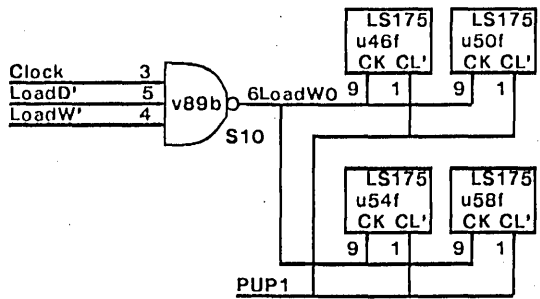 LS175 LS175
u46f u50f
CK CL' CK CL'
9 1 9 1
Clock 3
LoadD' 5
LoadW' 4
v89b
6LoadW0
S10
LS175 LS175
u54f u58f
CK CL' CK CL'
9 1 9 1
PUP1